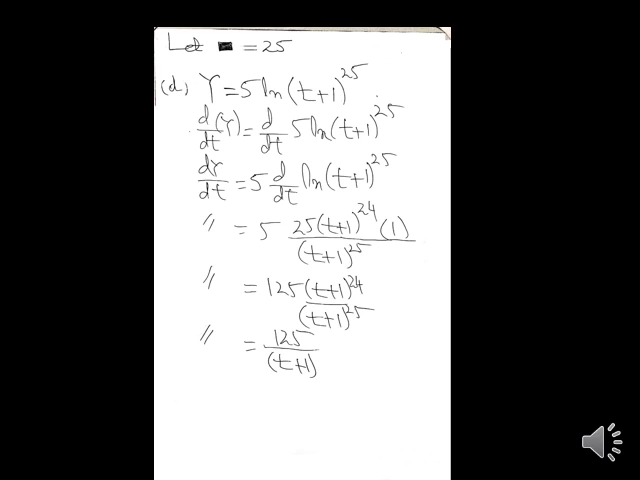 Let = 25
(d) Y = 5 ln(t+1)^25
d/dt (Y) = d/dt 5 ln(t+1)^25
dY/dt = 5 d/dt ln(t+1)^25
〃 = 5 25(t+1)^24 (1) / (t+1)^25
〃 = 125 (t+1)^24 / (t+1)^25
〃 = 125 / (t+1)